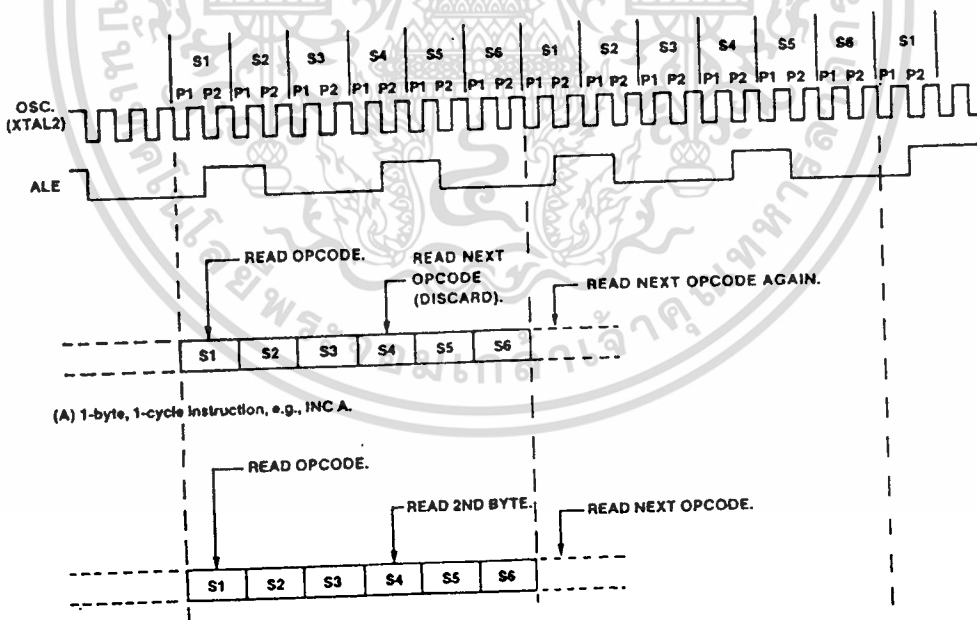 S1 S2 S3 S4 S5 S6 S1 S2 S3 S4 S5 S6 S1
P1 P2 P1 P2 P1 P2 P1 P2 P1 P2 P1 P2 P1 P2 P1 P2 P1 P2 P1 P2 P1 P2 P1 P2 P1 P2
OSC.
(XTAL2)
ALE
READ OPCODE.
READ NEXT
OPCODE
(DISCARD).
READ NEXT OPCODE AGAIN.
S1 S2 S3 S4 S5 S6
(A) 1-byte, 1-cycle Instruction, e.g., INC A.
READ OPCODE.
READ 2ND BYTE.
READ NEXT OPCODE.
S1 S2 S3 S4 S5 S6